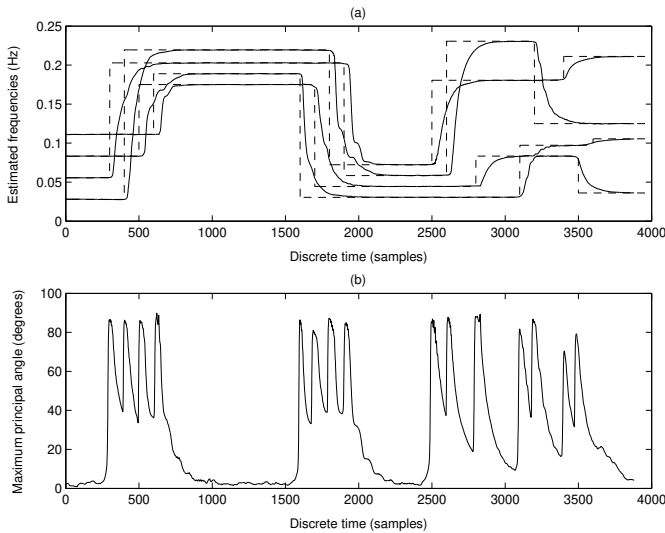 (a)
0.25
0.2
0.15
0.1
0.05
0
Estimated frequencies (Hz)
0 500 1000 1500 2000 2500 3000 3500 4000
Discrete time (samples)
(b)
100
80
60
40
20
0
Maximum principal angle (degrees)
0 500 1000 1500 2000 2500 3000 3500 4000
Discrete time (samples)